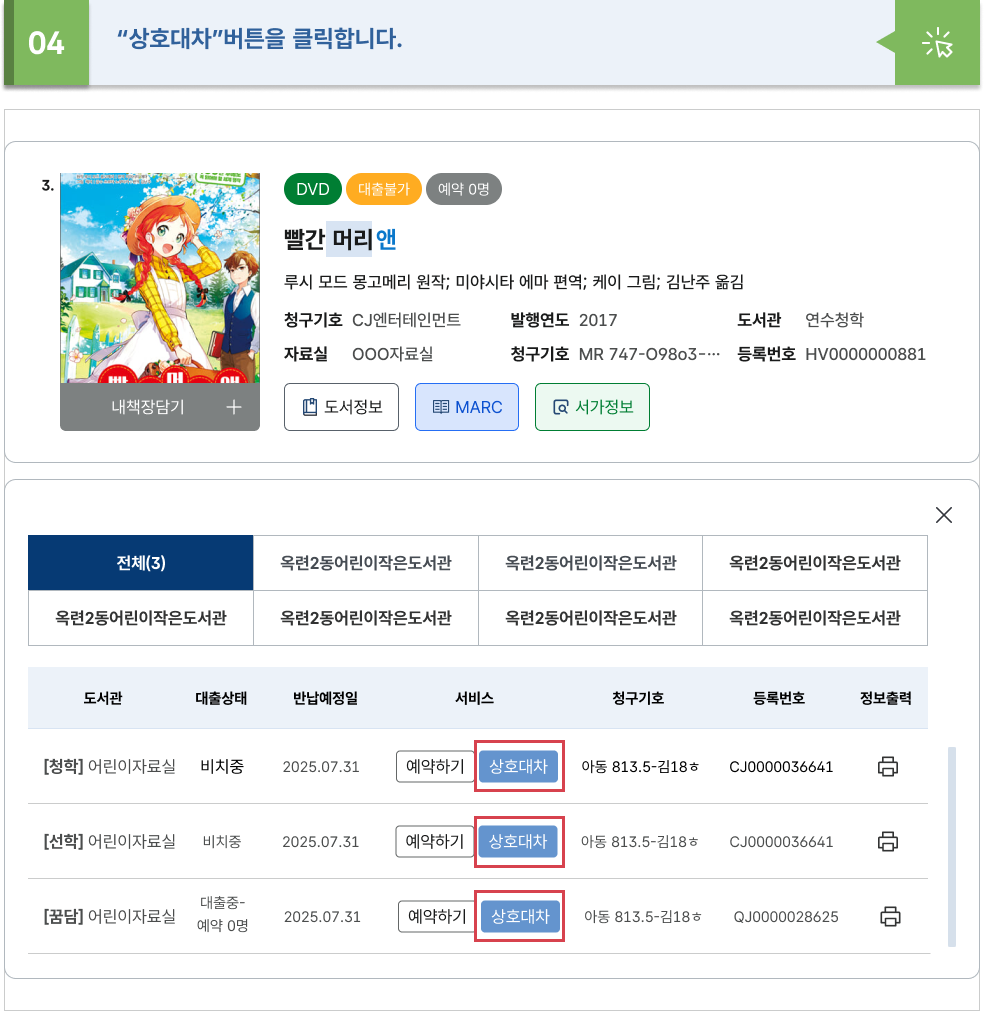 04
“상호대차”버튼을 클릭합니다.
3.
DVD 대출불가 예약 0명
빨간 머리앤
루시 모드 몽고메리 원작; 미야시타 에마 편역; 케이 그림; 김난주 옮김
청구기호 CJ엔터테인먼트 발행연도 2017 도서관 연수청학
자료실 OOO자료실 청구기호 MR 747-O98o3-··· 등록번호 HV0000000881
내책장담기 +
도서정보 MARC 서가정보
전체(3) 옥련2동어린이작은도서관 옥련2동어린이작은도서관 옥련2동어린이작은도서관
옥련2동어린이작은도서관 옥련2동어린이작은도서관 옥련2동어린이작은도서관 옥련2동어린이작은도서관
도서관 대출상태 반납예정일 서비스 청구기호 등록번호 정보출력
[청학] 어린이자료실 비치중 2025.07.31 예약하기 상호대차 아동 813.5-김18ㅎ CJ0000036641
[선학] 어린이자료실 비치중 2025.07.31 예약하기 상호대차 아동 813.5-김18ㅎ CJ0000036641
[꿈담] 어린이자료실 대출중- 2025.07.31 예약하기 상호대차 아동 813.5-김18ㅎ QJ0000028625
예약 0명